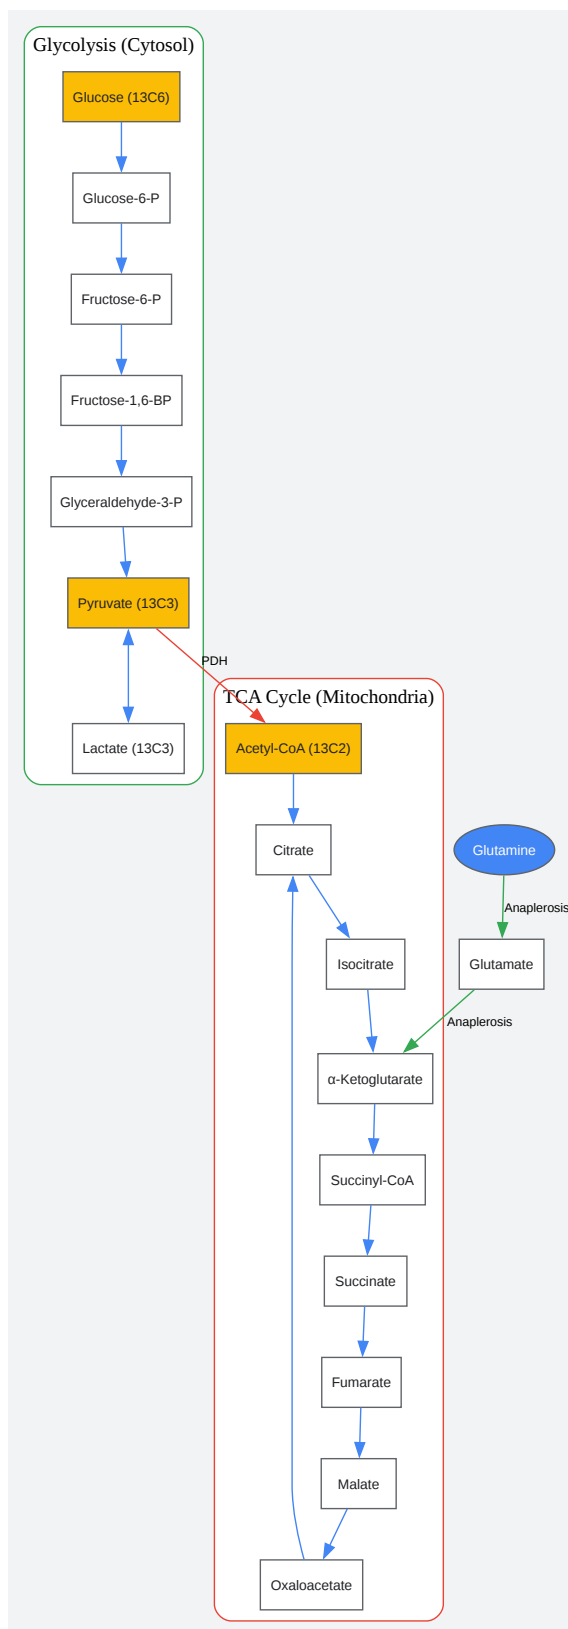 Glycolysis (Cytosol)
Glucose (13C6)
Glucose-6-P
Fructose-6-P
Fructose-1,6-BP
Glyceraldehyde-3-P
Pyruvate (13C3)
PDH
Lactate (13C3)
TCA Cycle (Mitochondria)
Acetyl-CoA (13C2)
Citrate
Glutamine
Anaplerosis
Isocitrate
Glutamate
Anaplerosis
α-Ketoglutarate
Succinyl-CoA
Succinate
Fumarate
Malate
Oxaloacetate